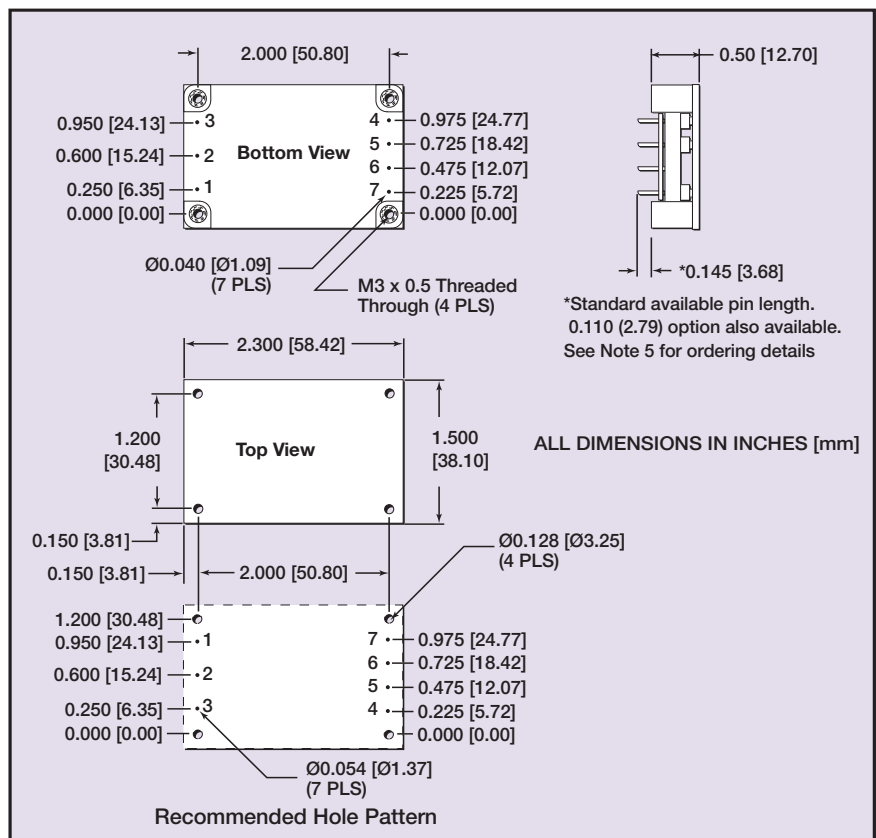 2.000 [50.80]
0.50 [12.70]
0.950 [24.13]
3
4
0.975 [24.77]
0.600 [15.24]
2
Bottom View
5
0.725 [18.42]
6
0.475 [12.07]
0.250 [6.35]
1
7
0.225 [5.72]
0.000 [0.00]
0.000 [0.00]
Ø0.040 [Ø1.09]
(7 PLS)
M3 x 0.5 Threaded
Through (4 PLS)
*0.145 [3.68]
*Standard available pin length.
0.110 (2.79) option also available.
See Note 5 for ordering details
2.300 [58.42]
1.200
[30.48]
Top View
1.500
[38.10]
ALL DIMENSIONS IN INCHES [mm]
0.150 [3.81]
0.150 [3.81]
2.000 [50.80]
Ø0.128 [Ø3.25]
(4 PLS)
1.200 [30.48]
0.950 [24.13]
1
7
0.975 [24.77]
0.600 [15.24]
2
6
0.725 [18.42]
5
0.475 [12.07]
0.250 [6.35]
3
4
0.225 [5.72]
0.000 [0.00]
0.000 [0.00]
Ø0.054 [Ø1.37]
(7 PLS)
Recommended Hole Pattern